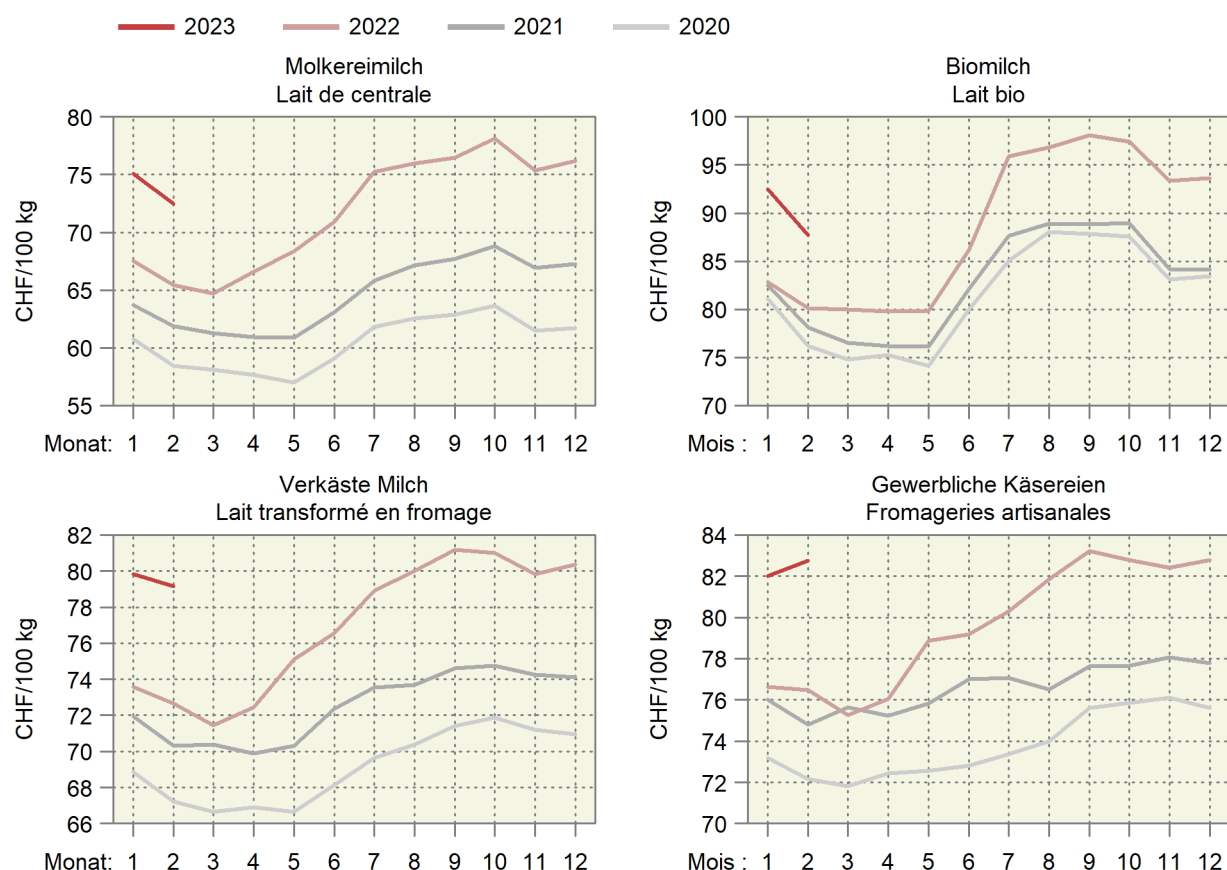 2023 2022 2021 2020
Molkereimilch
Lait de centrale
CHF/100 kg
80
75
70
65
60
55
Monat: 1 2 3 4 5 6 7 8 9 10 11 12
Biomilch
Lait bio
CHF/100 kg
100
95
90
85
80
75
70
Mois : 1 2 3 4 5 6 7 8 9 10 11 12
Verkäste Milch
Lait transformé en fromage
CHF/100 kg
82
80
78
76
74
72
70
68
66
Monat: 1 2 3 4 5 6 7 8 9 10 11 12
Gewerbliche Käsereien
Fromageries artisanales
CHF/100 kg
84
82
80
78
76
74
72
70
Mois : 1 2 3 4 5 6 7 8 9 10 11 12